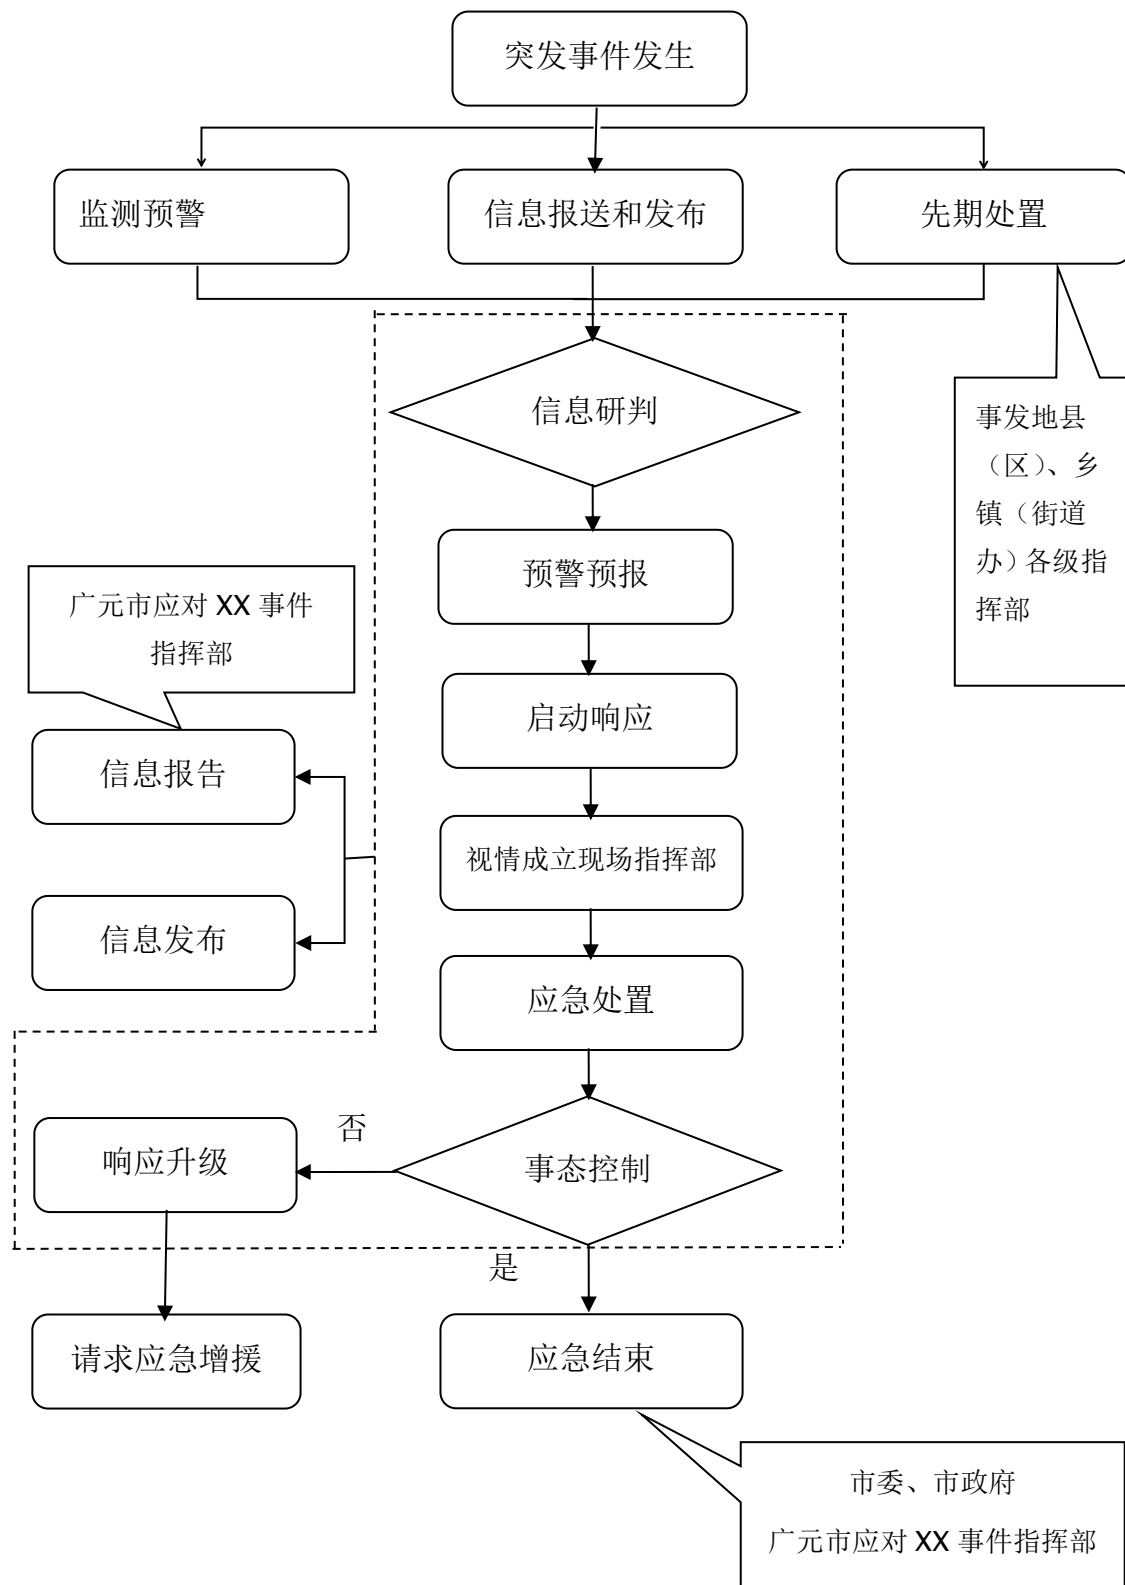 突发事件发生
监测预警
信息报送和发布
先期处置
信息研判
事发地县
（区）、乡
镇（街道
办）各级指
挥部
预警预报
广元市应对 XX 事件
指挥部
启动响应
信息报告
视情成立现场指挥部
信息发布
应急处置
否
响应升级
事态控制
是
请求应急增援
应急结束
市委、市政府
广元市应对 XX 事件指挥部